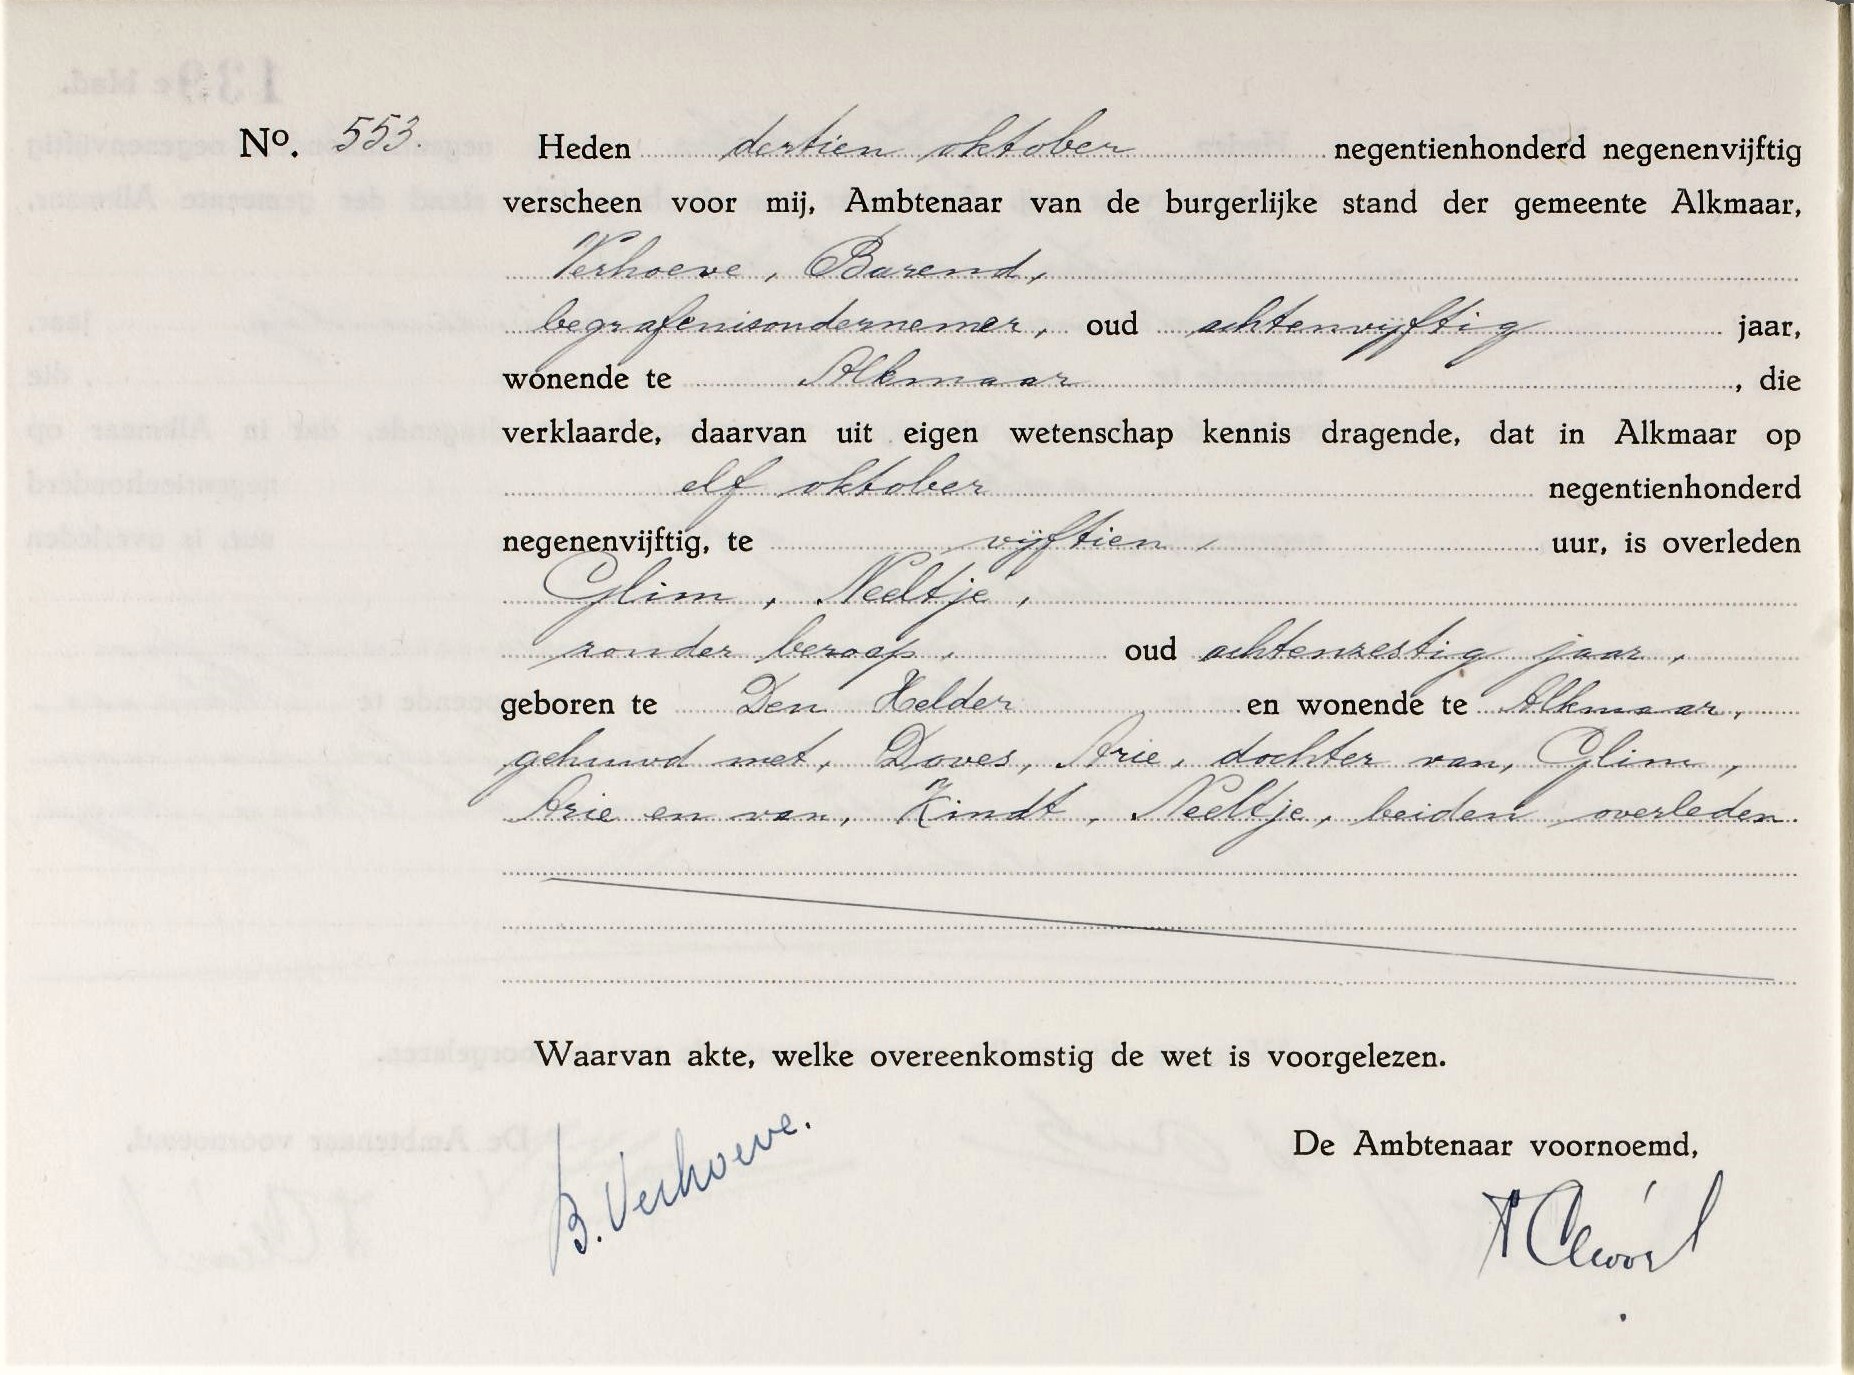 No. 553. Heden dertien oktober negentienhonderd negenenvijftig
verscheen voor mij, Ambtenaar van de burgerlijke stand der gemeente Alkmaar,
Verhoeve, Barend,
begrafenisondernemer, oud achtenvijftig jaar,
wonende te Alkmaar, die
verklaarde, daarvan uit eigen wetenschap kennis dragende, dat in Alkmaar op
elf oktober negentienhonderd
negenenvijftig, te vijftien, uur, is overleden
Glim, Neeltje,
zonder beroep, oud achtenzestig jaar,
geboren te Den Helder en wonende te Alkmaar,
gehuwd met, Doves, Arie, dochter van, Glim,
Arie en van, Kindt, Neeltje, beiden overleden.
Waarvan akte, welke overeenkomstig de wet is voorgelezen.
De Ambtenaar voornoemd,
B. Verhoeve.